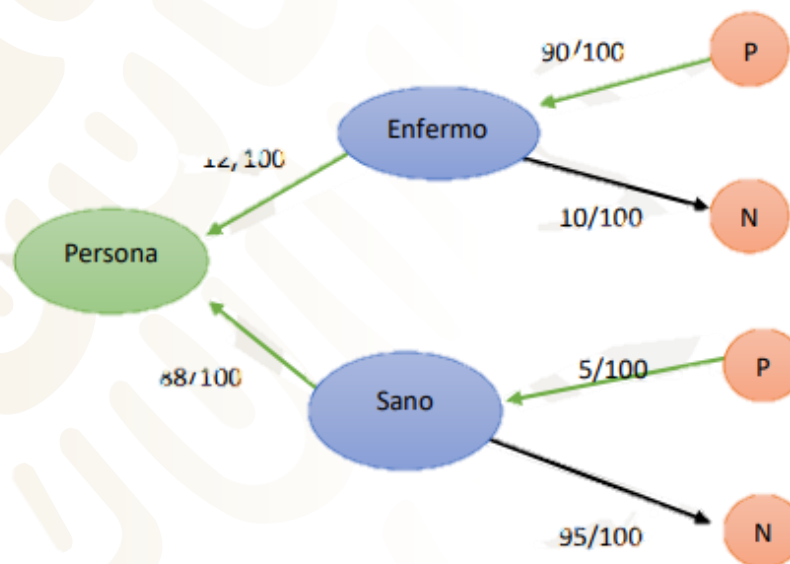 90/100
P
Enfermo
12/100
10/100
N
Persona
5/100
P
88/100
Sano
95/100
N